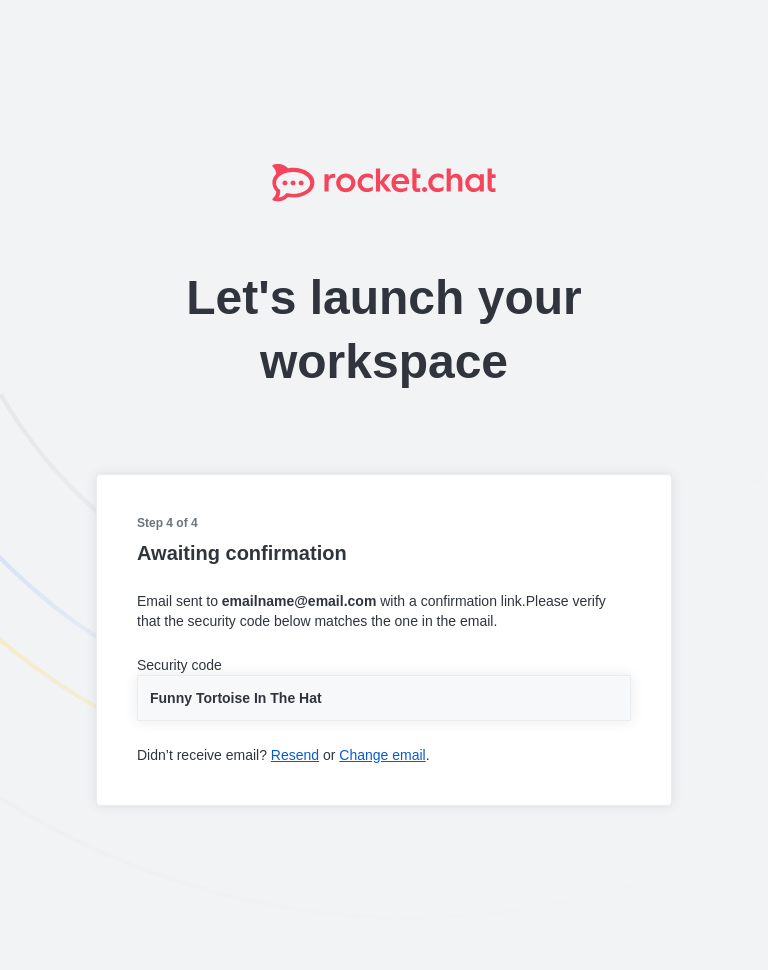 rocket.chat
Let's launch your
workspace
Step 4 of 4
Awaiting confirmation
Email sent to emailname@email.com with a confirmation link.Please verify
that the security code below matches the one in the email.
Security code
Funny Tortoise In The Hat
Didn’t receive email? Resend or Change email.